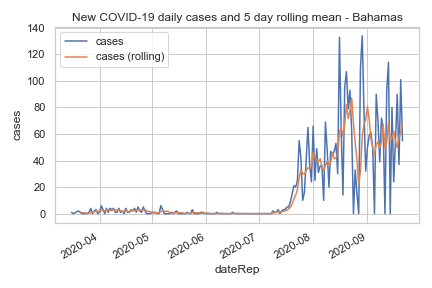 New COVID-19 daily cases and 5 day rolling mean - Bahamas
cases
cases (rolling)
140
120
100
80
60
40
20
0
cases
2020-04
2020-05
2020-06
2020-07
2020-08
2020-09
dateRep